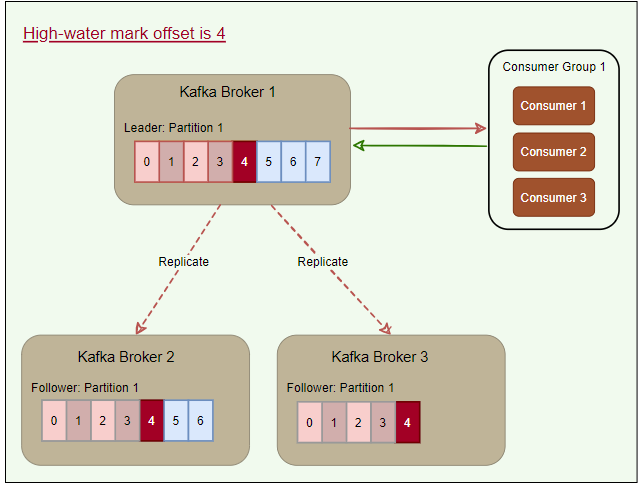 High-water mark offset is 4
Consumer Group 1
Consumer 1
Consumer 2
Consumer 3
Kafka Broker 1
Leader: Partition 1
0 1 2 3 4 5 6 7
Replicate
Replicate
Kafka Broker 2
Follower: Partition 1
0 1 2 3 4 5 6
Kafka Broker 3
Follower: Partition 1
0 1 2 3 4